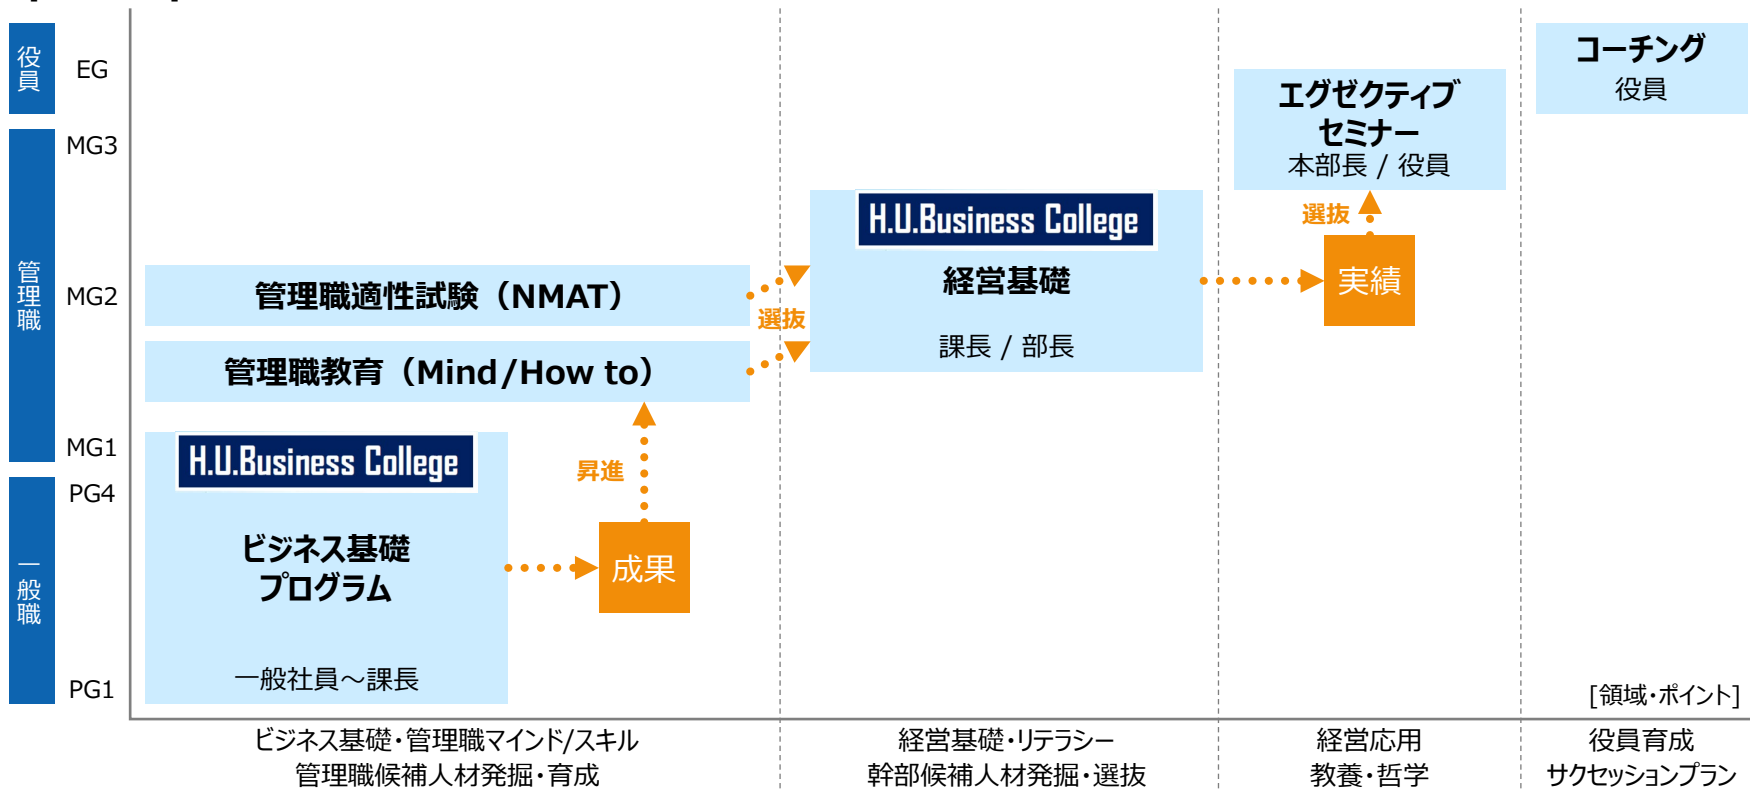 役員
EG
コーチング
役員
エグゼクティブ
セミナー
本部長 / 役員
MG3
管理職
MG2
MG1
H.U.Business College
経営基礎
課長 / 部長
選抜
実績
管理職適性試験（NMAT）
選抜
管理職教育（Mind/How to）
H.U.Business College
ビジネス基礎
プログラム
一般社員～課長
昇進
成果
PG4
一般職
PG1
[領域・ポイント]
ビジネス基礎・管理職マインド/スキル
管理職候補人材発掘・育成
経営基礎・リテラシー
幹部候補人材発掘・選抜
経営応用
教養・哲学
役員育成
サクセッションプラン